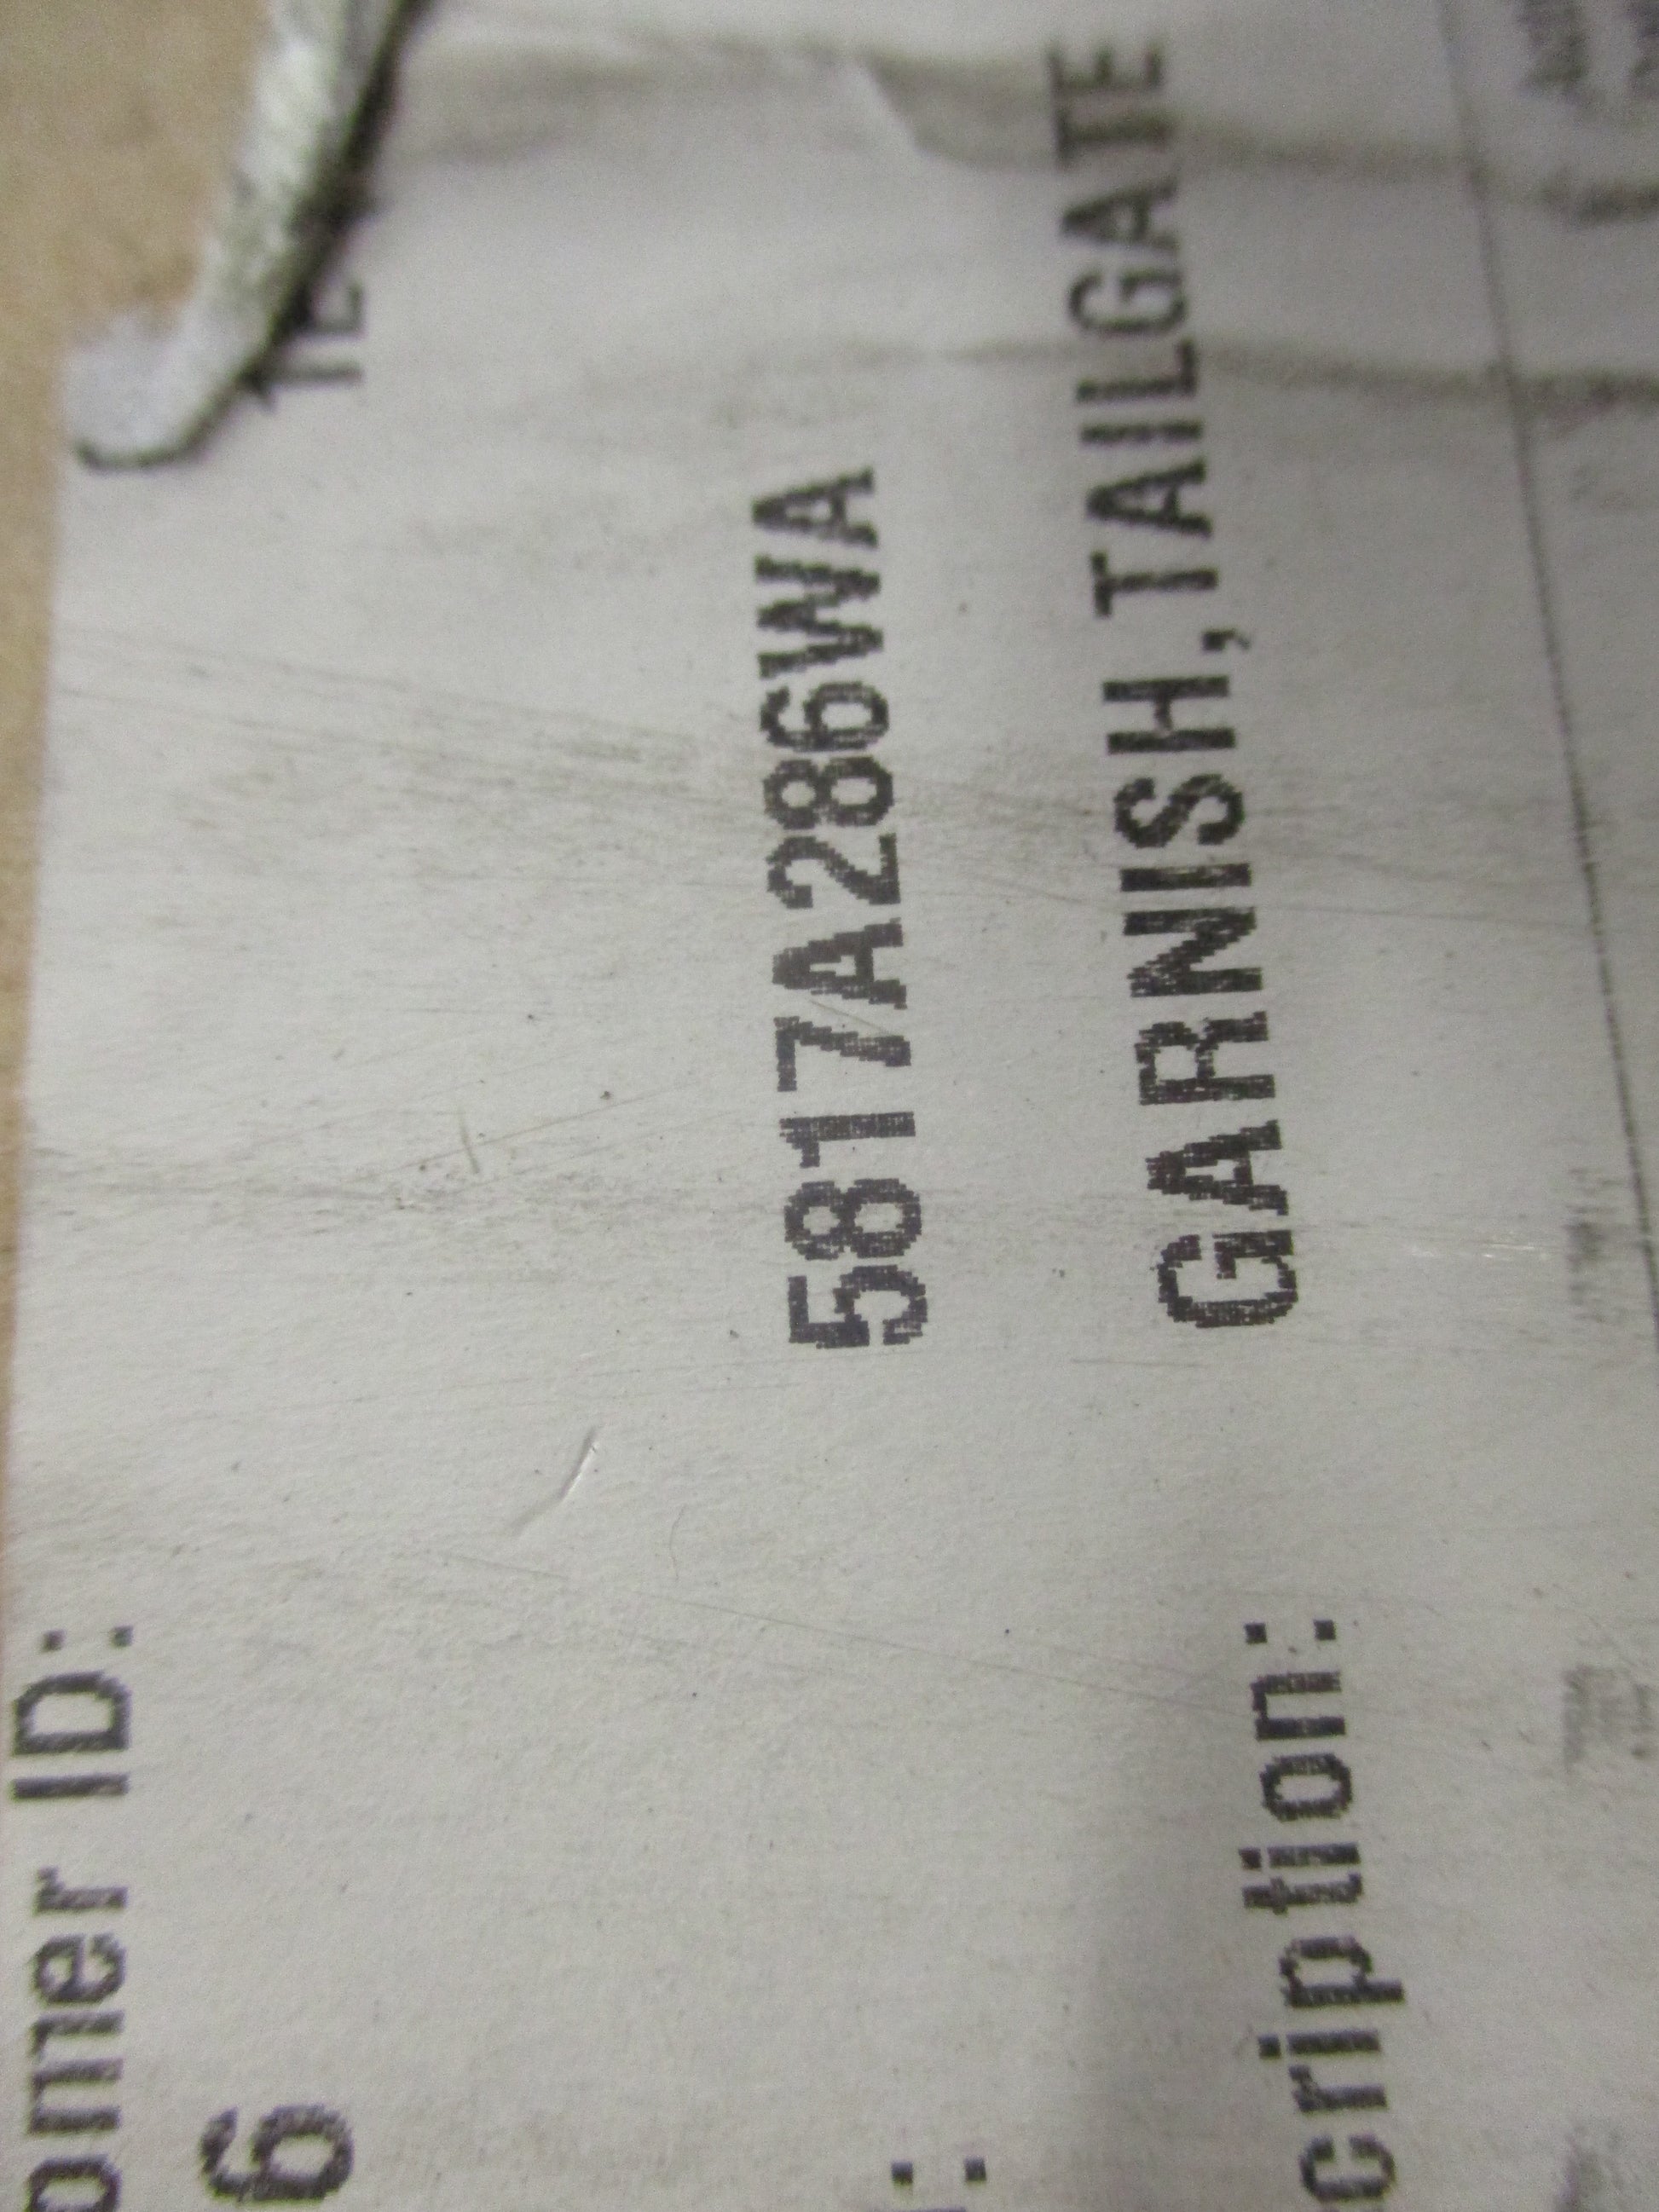 omer ID:
6
5817A286WA
:
cription:
GARNISH,TAILGATE